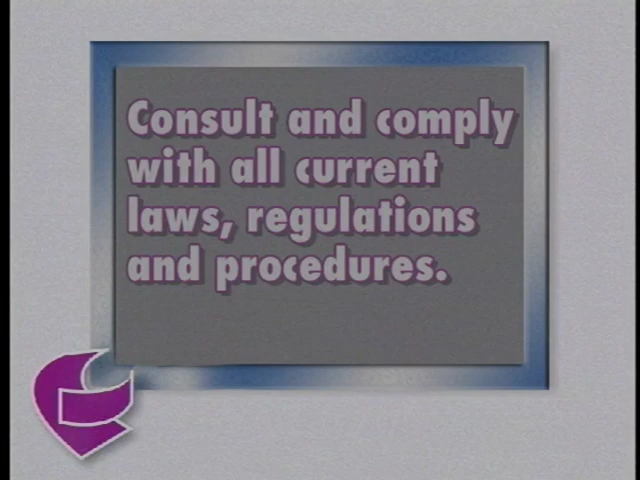 Consult and comply
with all current
laws, regulations
and procedures.